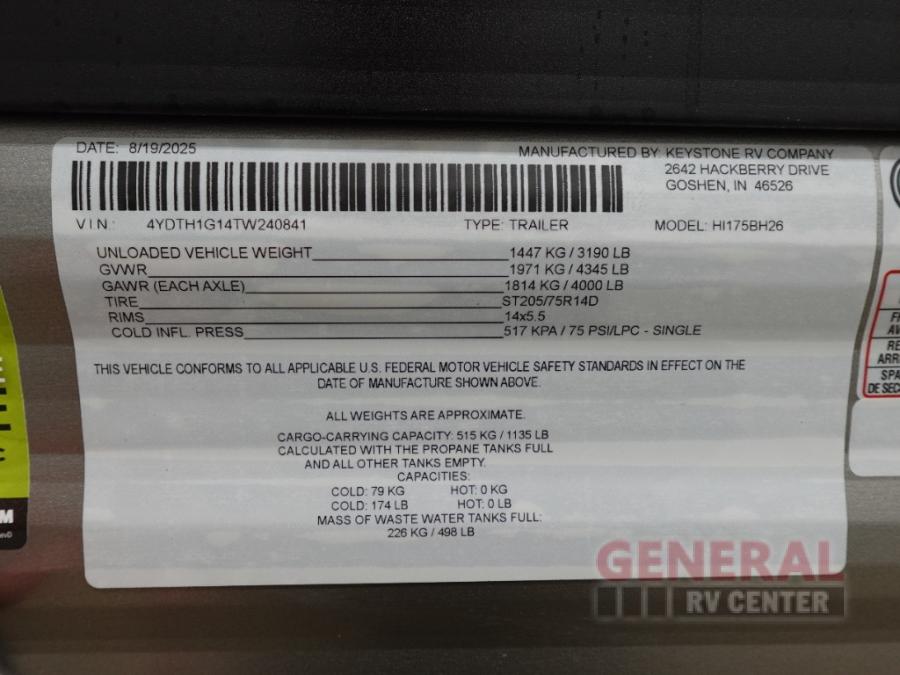 DATE: 8/19/2025
MANUFACTURED BY: KEYSTONE RV COMPANY
2642 HACKBERRY DRIVE
GOSHEN, IN 46526
VIN: 4YDTH1G14TW240841 TYPE: TRAILER MODEL: HI175BH26
UNLOADED VEHICLE WEIGHT 1447 KG / 3190 LB
GVWR 1971 KG / 4345 LB
GAWR (EACH AXLE) 1814 KG / 4000 LB
TIRE ST205/75R14D
RIMS 14x5.5
COLD INFL. PRESS 517 KPA / 75 PSI/LPC - SINGLE
THIS VEHICLE CONFORMS TO ALL APPLICABLE U.S. FEDERAL MOTOR VEHICLE SAFETY STANDARDS IN EFFECT ON THE
DATE OF MANUFACTURE SHOWN ABOVE.
ALL WEIGHTS ARE APPROXIMATE.
CARGO-CARRYING CAPACITY: 515 KG / 1135 LB
CALCULATED WITH THE PROPANE TANKS FULL
AND ALL OTHER TANKS EMPTY.
CAPACITIES:
COLD: 79 KG HOT: 0 KG
COLD: 174 LB HOT: 0 LB
MASS OF WASTE WATER TANKS FULL:
226 KG / 498 LB
GENERAL
RV CENTER